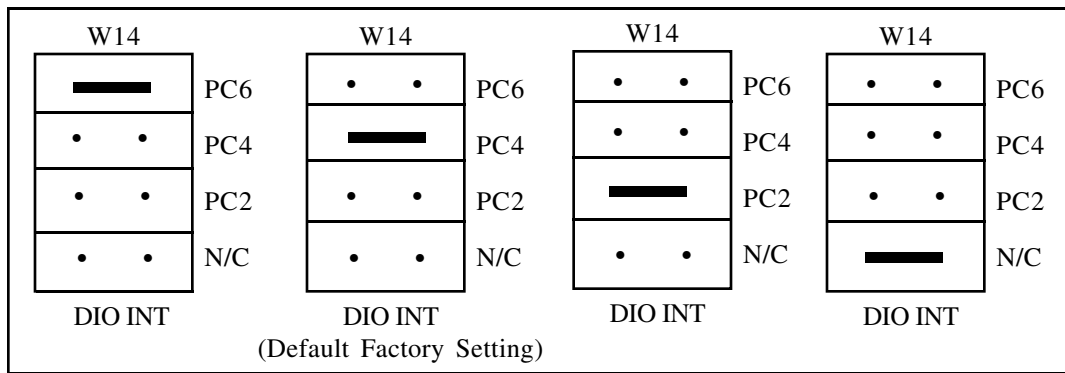 W14 W14 W14 W14
PC6 PC6 PC6 PC6
PC4 PC4 PC4 PC4
PC2 PC2 PC2 PC2
N/C N/C N/C N/C
DIO INT DIO INT DIO INT DIO INT
(Default Factory Setting)